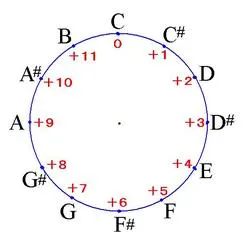 C
0
C#
+1
D
+2
D#
+3
E
+4
F
+5
F#
+6
G
+7
G#
+8
A
+9
A#
+10
B
+11